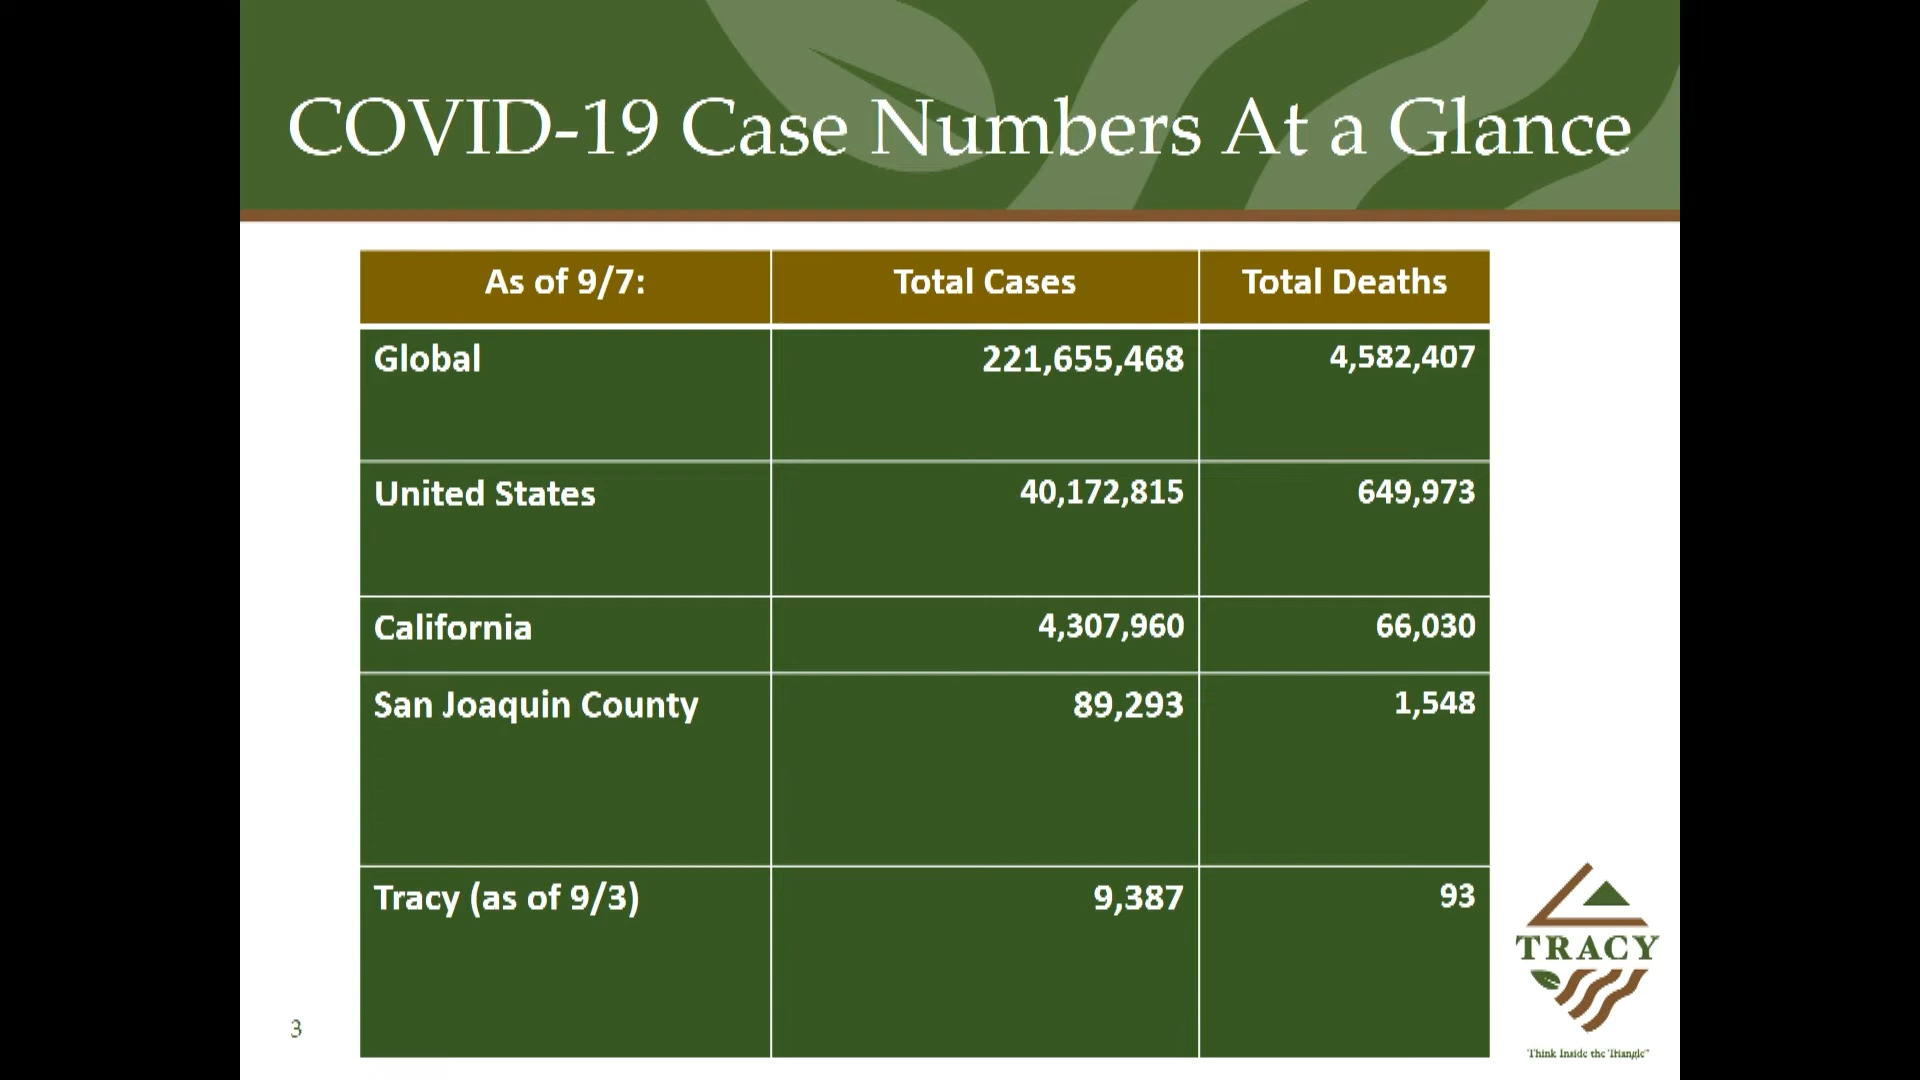 COVID-19 Case Numbers At a Glance
As of 9/7: Total Cases Total Deaths
Global 221,655,468 4,582,407
United States 40,172,815 649,973
California 4,307,960 66,030
San Joaquin County 89,293 1,548
Tracy (as of 9/3) 9,387 93
TRACY
Think Inside the Triangle™
3